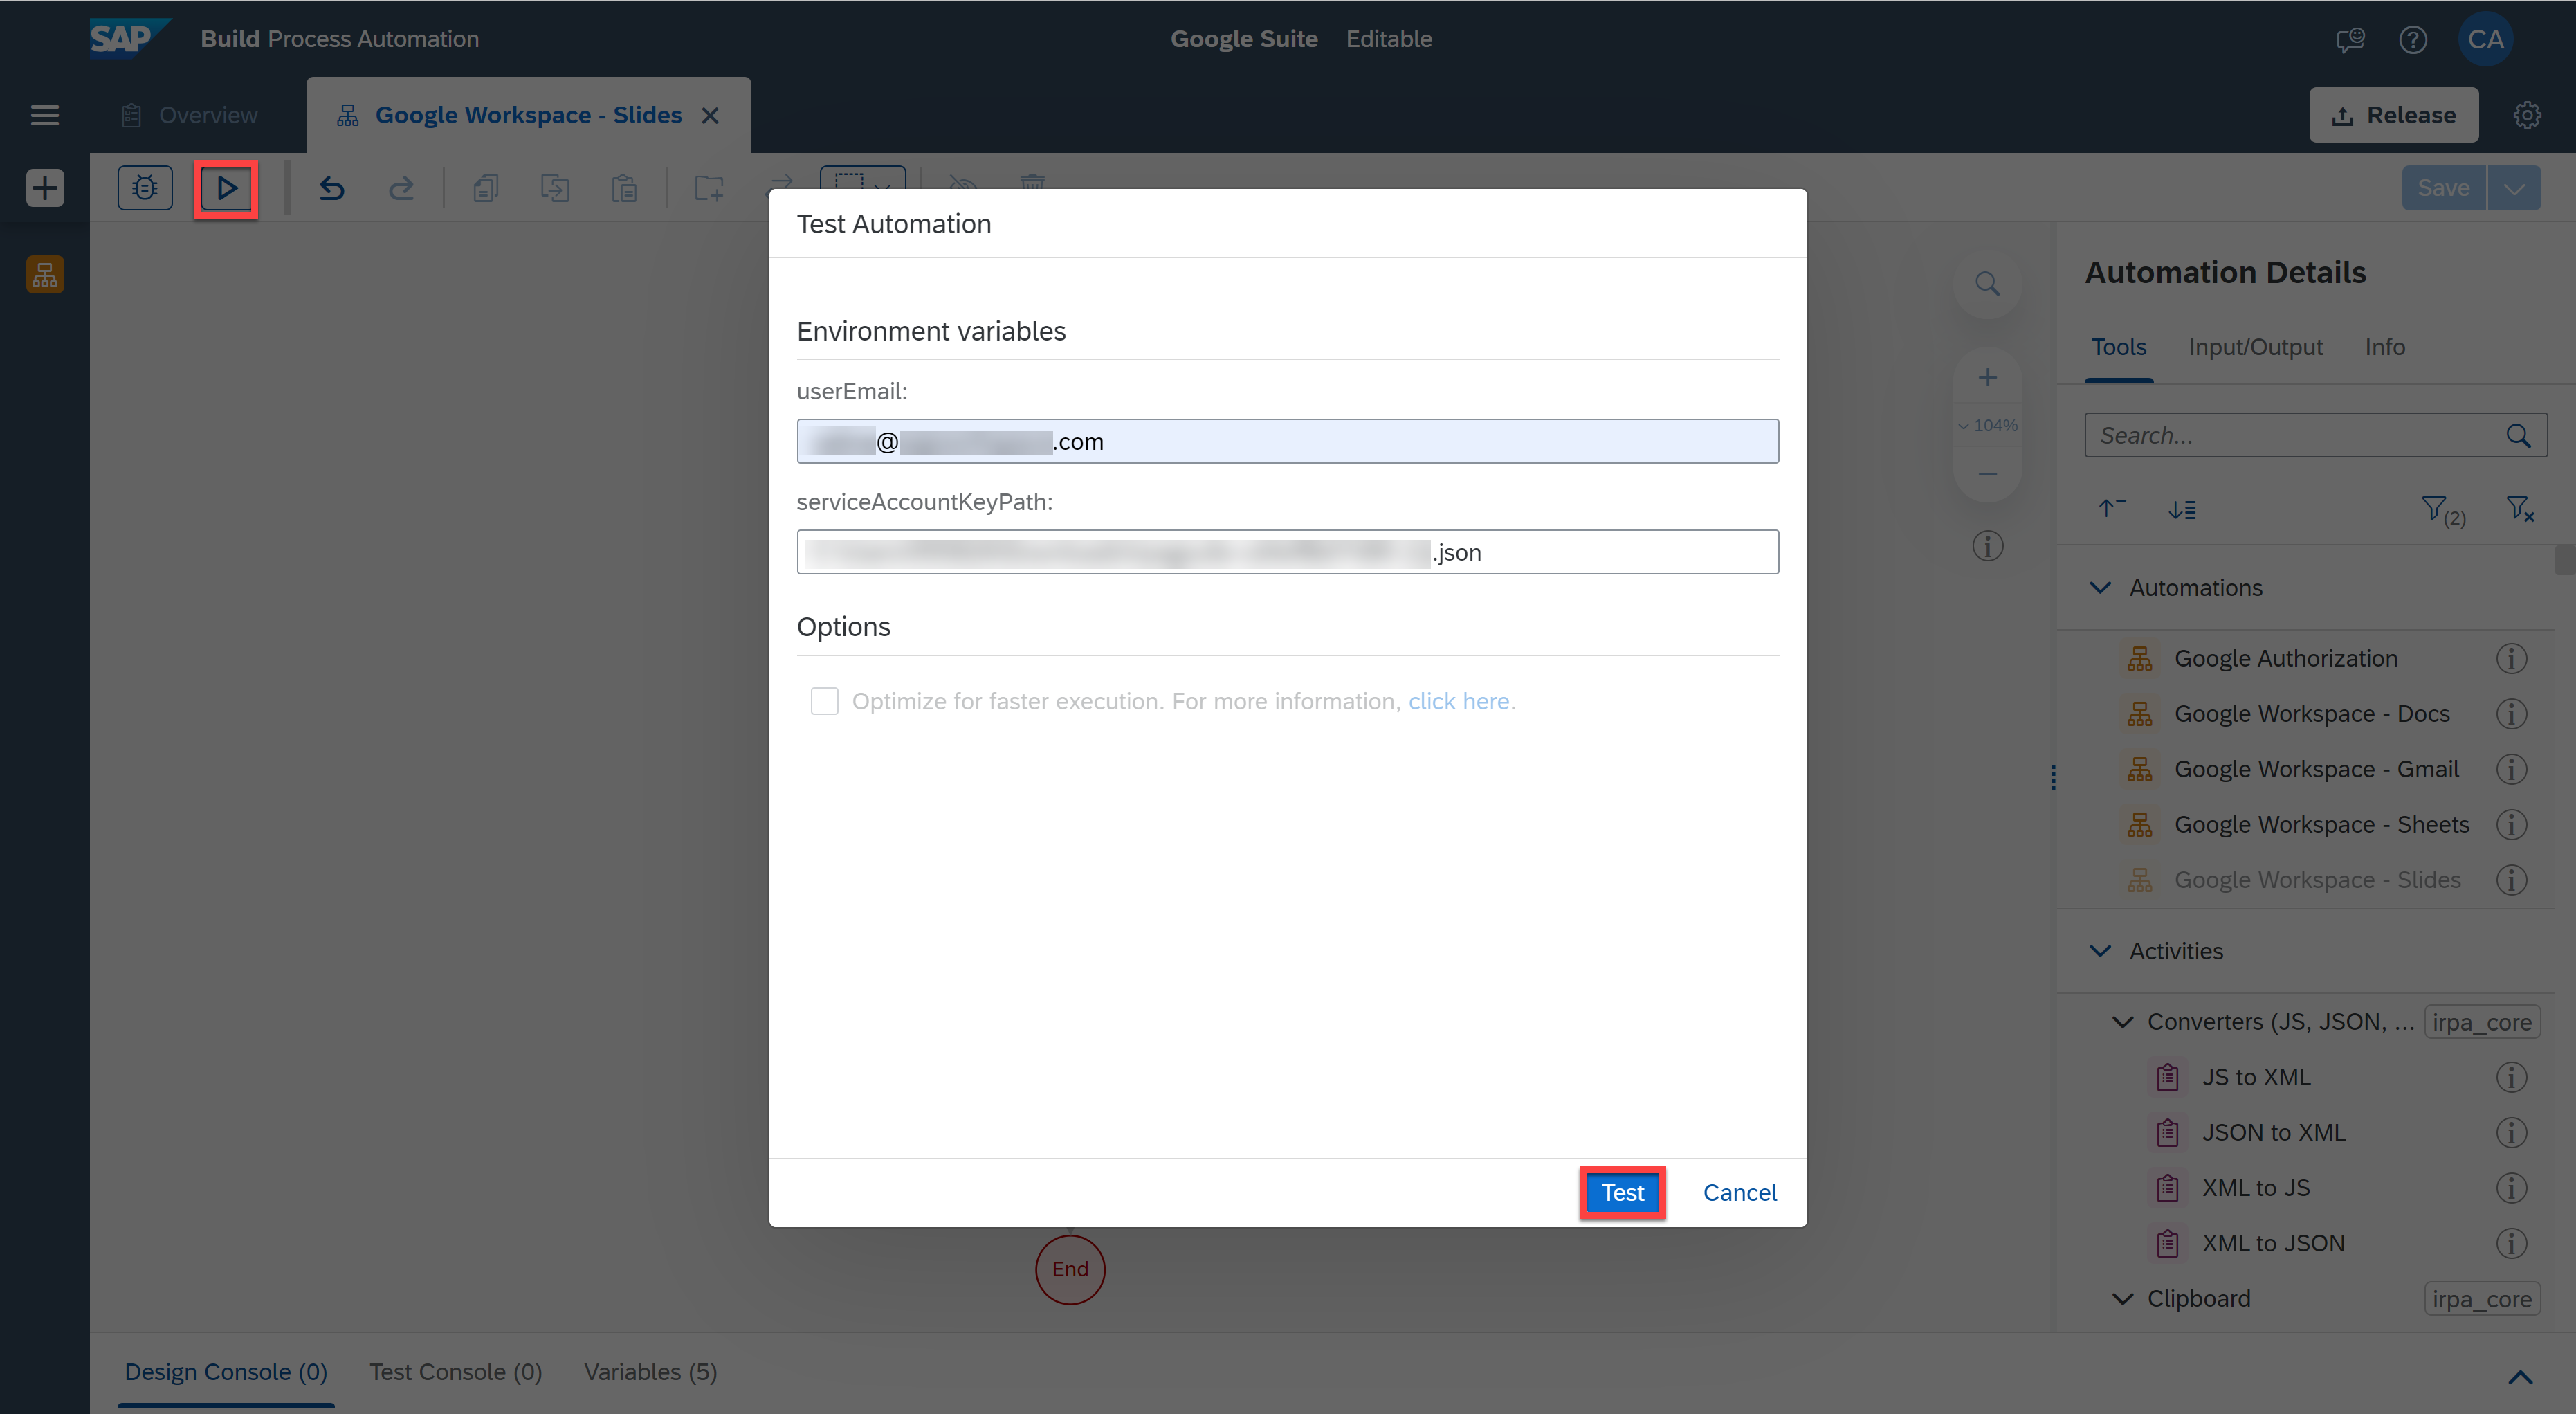 SAP Build Process Automation
Google Suite Editable
CA
Overview
Google Workspace - Slides
Release
Save
Test Automation
Environment variables
userEmail:
@ .com
serviceAccountKeyPath:
.json
Options
Optimize for faster execution. For more information, click here.
Test
Cancel
End
104%
Automation Details
Tools
Input/Output
Info
Search...
(2)
Automations
Google Authorization
Google Workspace - Docs
Google Workspace - Gmail
Google Workspace - Sheets
Google Workspace - Slides
Activities
Converters (JS, JSON, ... irpa_core
JS to XML
JSON to XML
XML to JS
XML to JSON
Clipboard irpa_core
Design Console (0)
Test Console (0)
Variables (5)